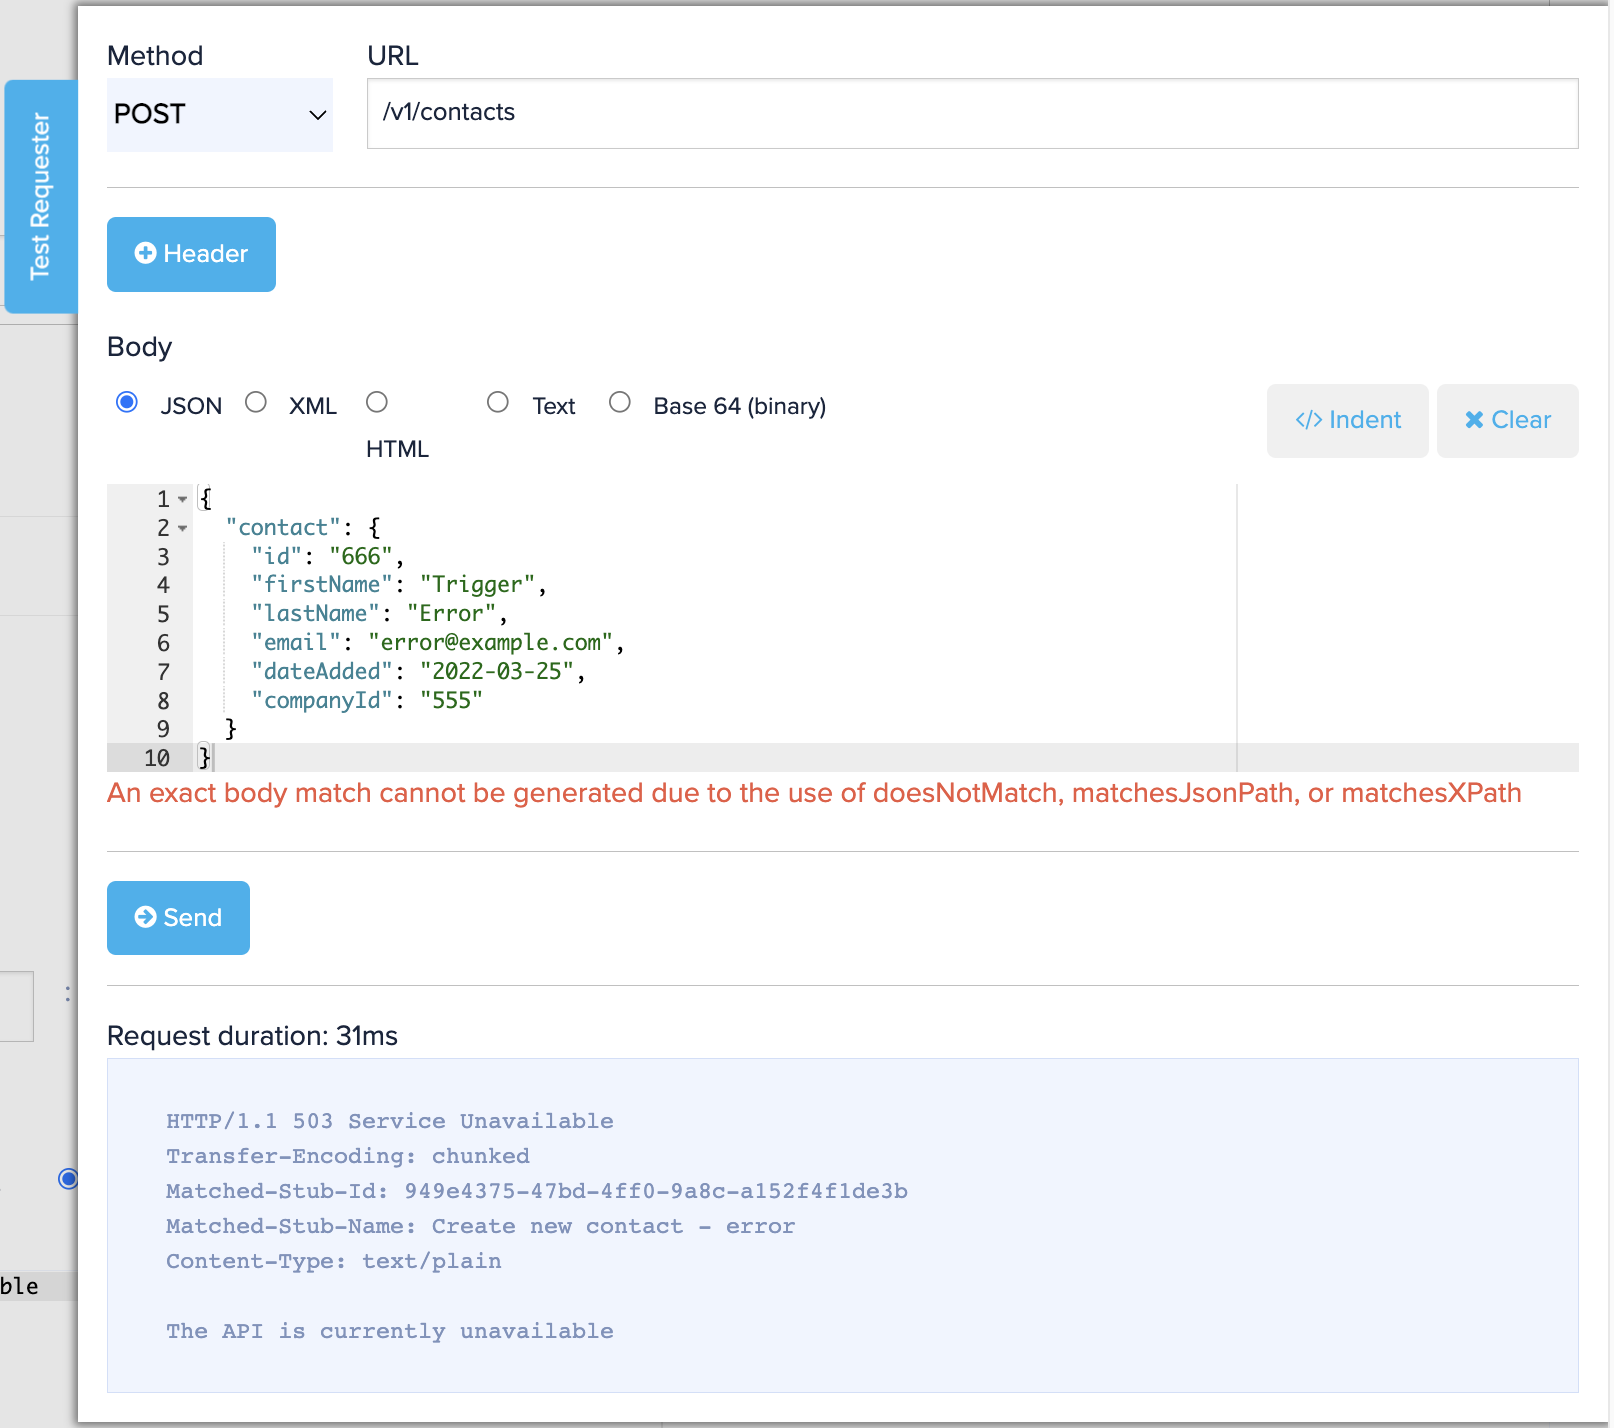 Method
URL
POST
/v1/contacts
Test Requester
Header
Body
JSON
XML
HTML
Text
Base 64 (binary)
</> Indent
Clear
1 {
2 "contact": {
3 "id": "666",
4 "firstName": "Trigger",
5 "lastName": "Error",
6 "email": "error@example.com",
7 "dateAdded": "2022-03-25",
8 "companyId": "555"
9 }
10 }
An exact body match cannot be generated due to the use of doesNotMatch, matchesJsonPath, or matchesXPath
Send
:
Request duration: 31ms
HTTP/1.1 503 Service Unavailable
Transfer-Encoding: chunked
Matched-Stub-Id: 949e4375-47bd-4ff0-9a8c-a152f4f1de3b
Matched-Stub-Name: Create new contact - error
Content-Type: text/plain
ble
The API is currently unavailable